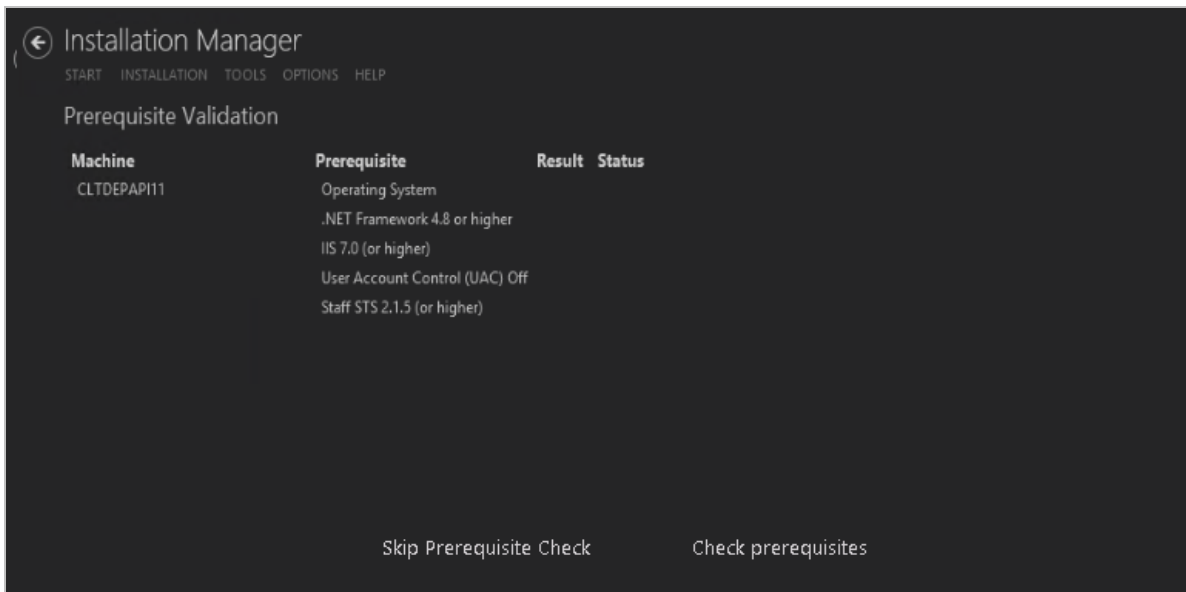 Installation Manager
START INSTALLATION TOOLS OPTIONS HELP
Prerequisite Validation
Machine Prerequisite Result Status
CLTDEPAPI11 Operating System
.NET Framework 4.8 or higher
IIS 7.0 (or higher)
User Account Control (UAC) Off
Staff STS 2.1.5 (or higher)
Skip Prerequisite Check Check prerequisites